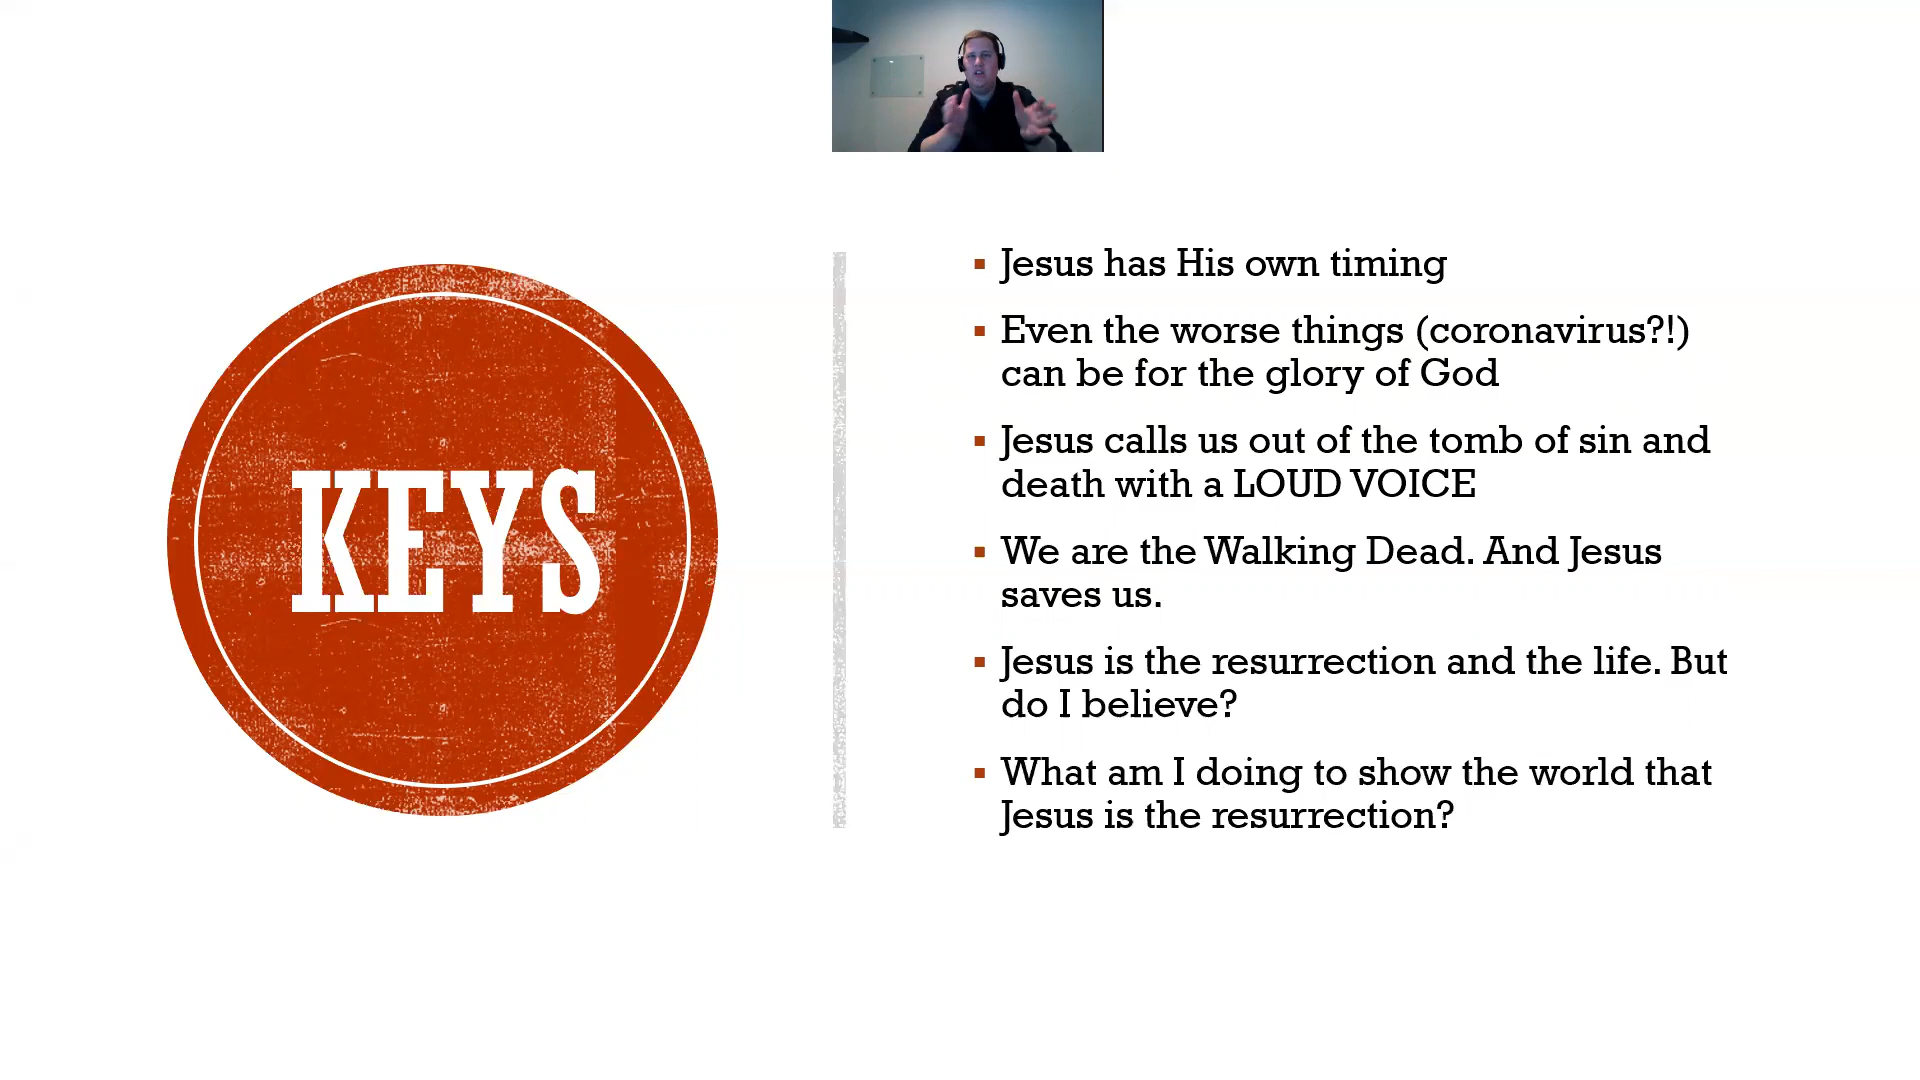 KEYS
Jesus has His own timing
Even the worse things (coronavirus?!)
can be for the glory of God
Jesus calls us out of the tomb of sin and
death with a LOUD VOICE
We are the Walking Dead. And Jesus
saves us.
Jesus is the resurrection and the life. But
do I believe?
What am I doing to show the world that
Jesus is the resurrection?